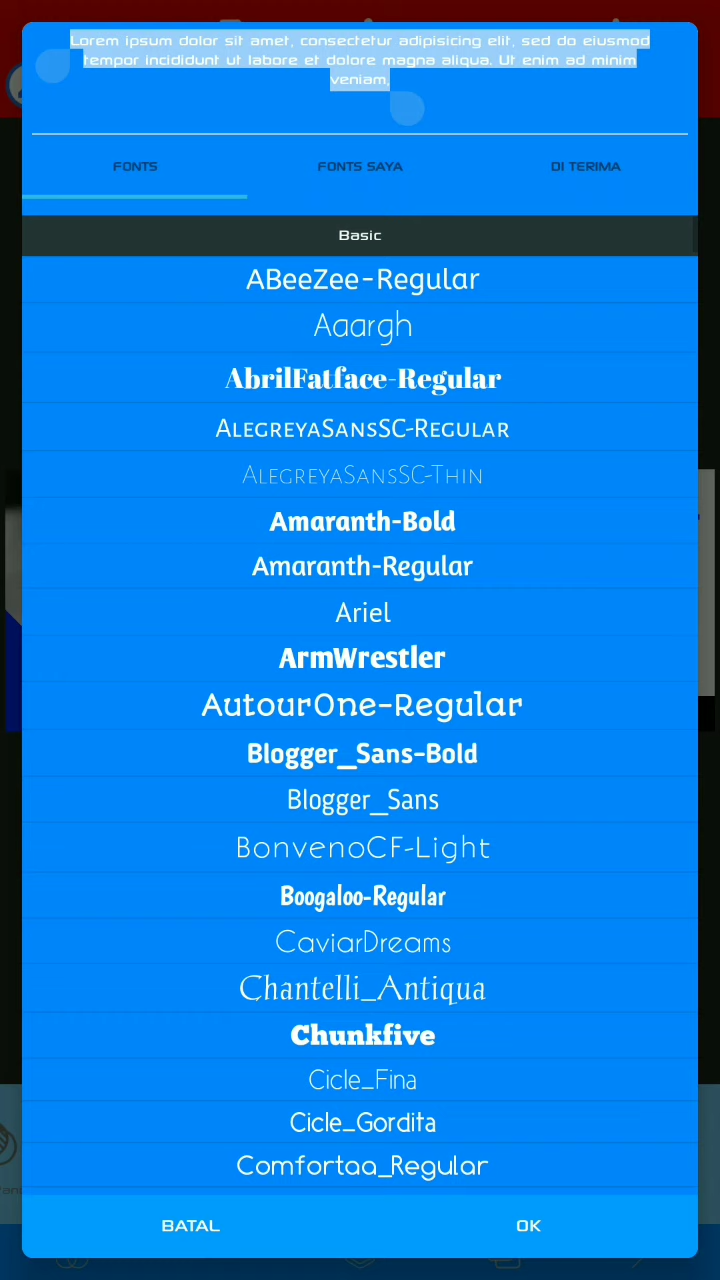 Lorem ipsum dolor sit amet, consectetur adipisicing elit, sed do eiusmod
tempor incididunt ut labore et dolore magna aliqua. Ut enim ad minim
veniam,
FONTS FONTS SAYA DI TERIMA
Basic
ABeeZee-Regular
Aaargh
AbrilFatface-Regular
AlegreyaSansSC-Regular
AlegreyaSansSC-Thin
Amaranth-Bold
Amaranth-Regular
Ariel
ArmWrestler
AutourOne-Regular
Blogger_Sans-Bold
Blogger_Sans
BonvenoCF-Light
Boogaloo-Regular
CaviarDreams
Chantelli_Antiqua
Chunkfive
Cicle_Fina
Cicle_Gordita
Comfortaa_Regular
BATAL OK